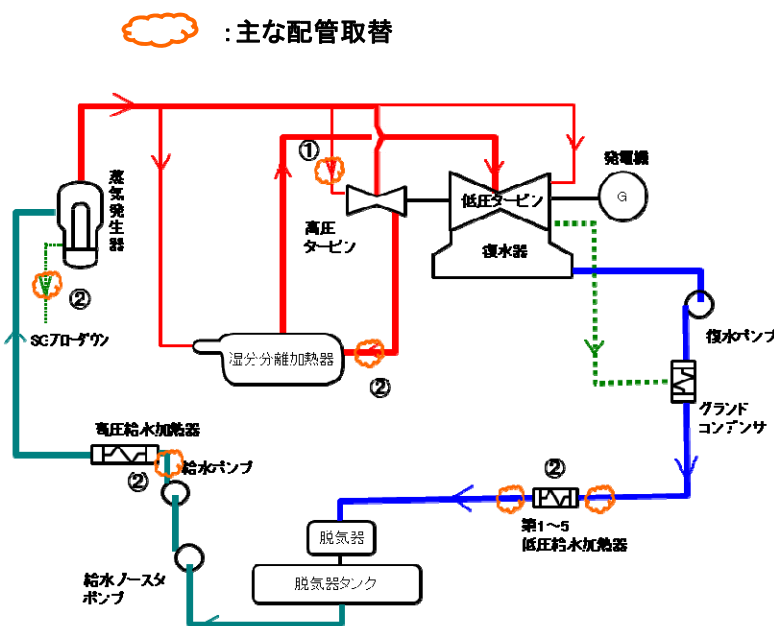 ：主な配管取替
①
発電機
G
蒸気発生器
低圧タービン
高圧
タービン
復水器
②
SGブローダウン
復水ポンプ
湿分分離加熱器
②
グランド
コンデンサ
高圧給水加熱器
②
給水ポンプ
②
第1～5
低圧給水加熱器
脱気器
脱気器タンク
給水ブースタ
ポンプ